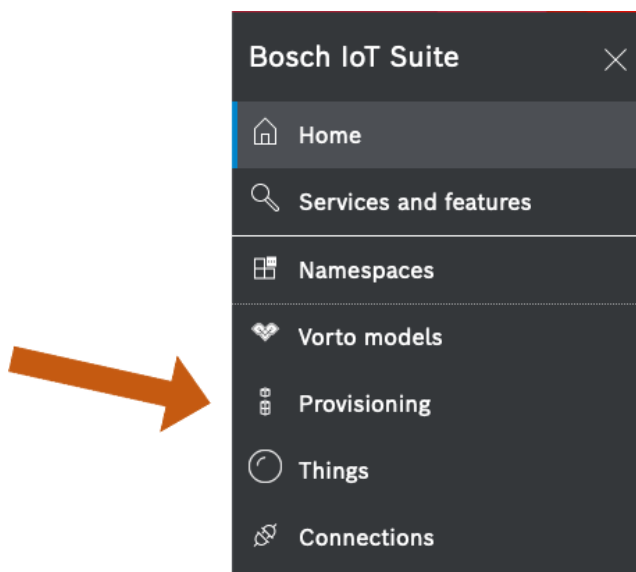 Bosch IoT Suite
Home
Services and features
Namespaces
Vorto models
Provisioning
Things
Connections